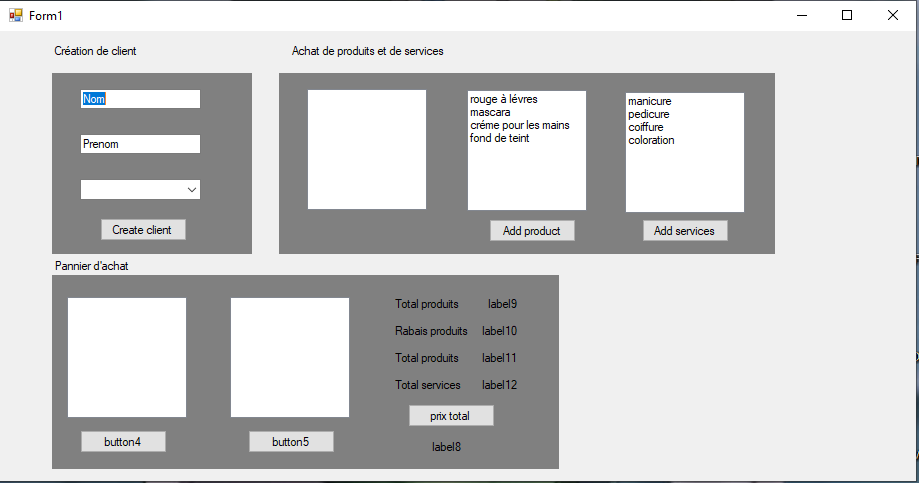 Form1
Création de client
Achat de produits et de services
Nom
Prenom
Create client
rouge à lévres
mascara
créme pour les mains
fond de teint
Add product
manicure
pedicure
coiffure
coloration
Add services
Pannier d'achat
button4
button5
Total produits label9
Rabais produits label10
Total produits label11
Total services label12
prix total
label8